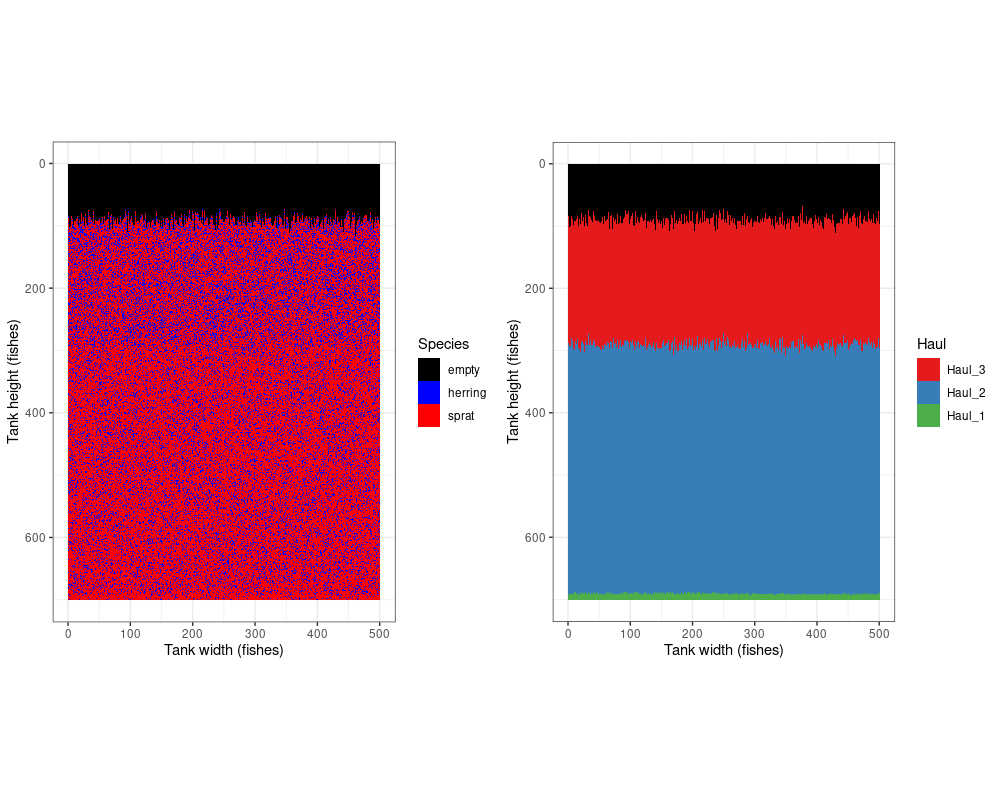 0
200
400
600
Tank height (fishes)
0 100 200 300 400 500
Tank width (fishes)
Species
empty
herring
sprat
0
200
400
600
Tank height (fishes)
0 100 200 300 400 500
Tank width (fishes)
Haul
Haul_3
Haul_2
Haul_1